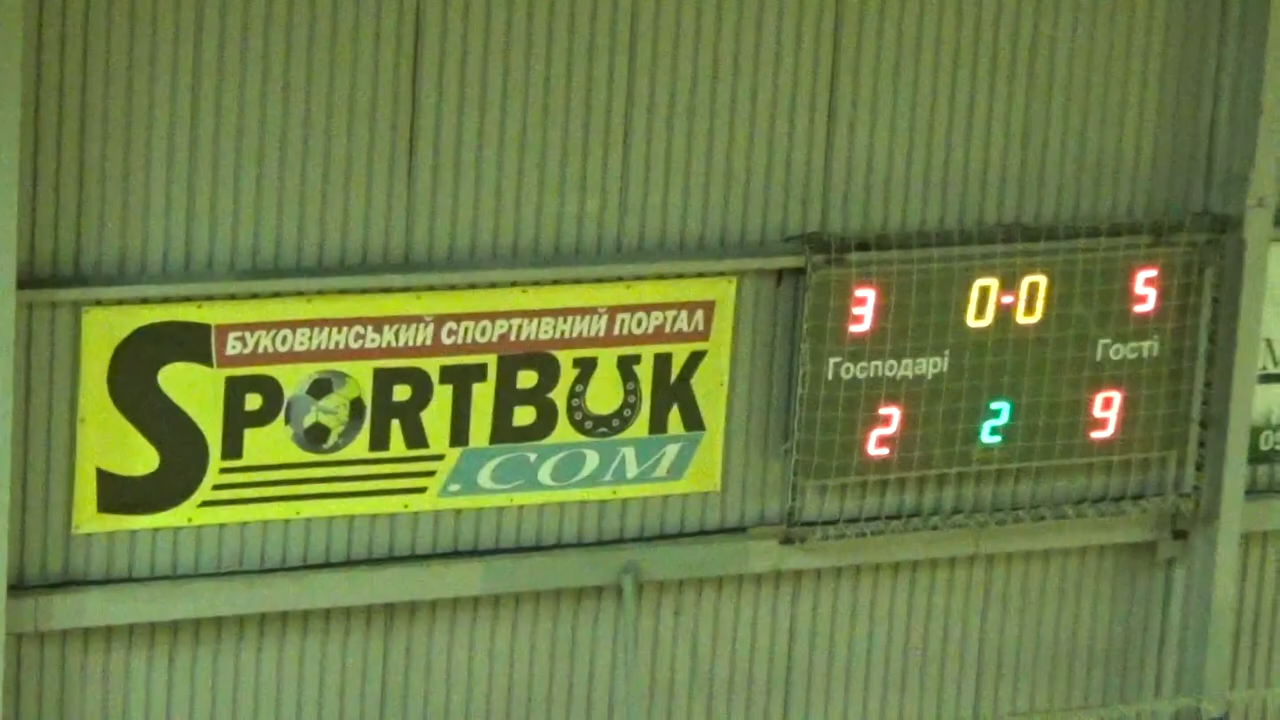 БУКОВИНСЬКИЙ СПОРТИВНИЙ ПОРТАЛ
SPORTBUK
.COM
3 0-0 5
Господарі Гості
2 2 9